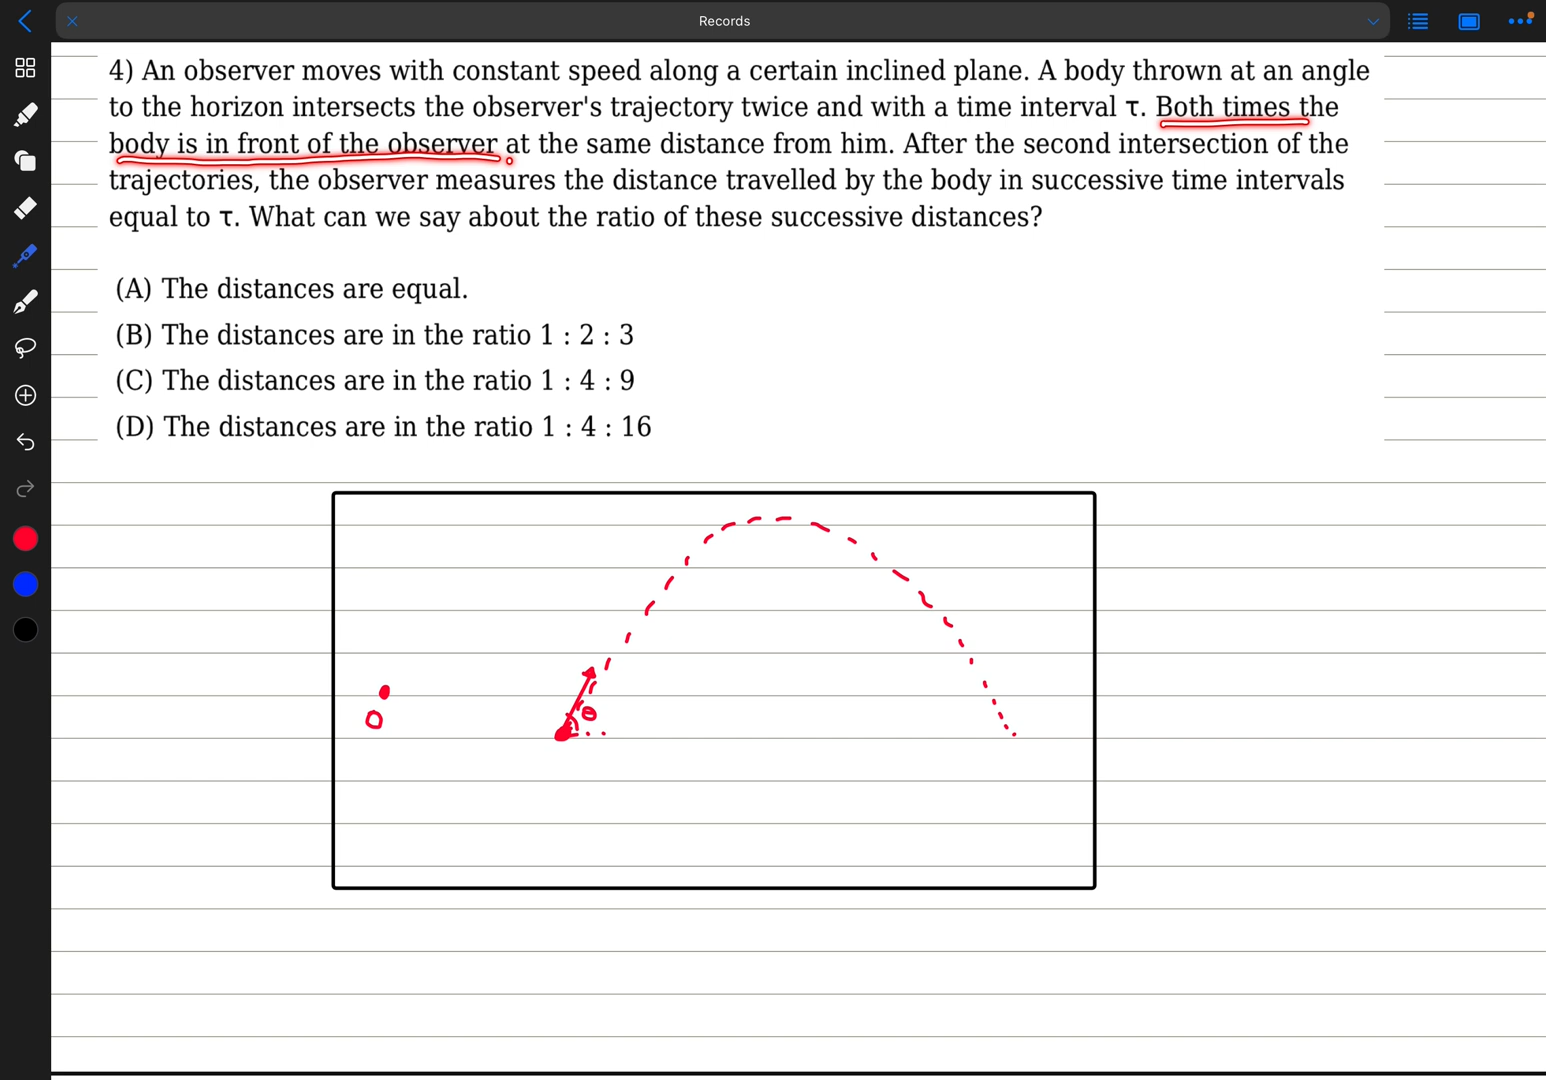 Records
4) An observer moves with constant speed along a certain inclined plane. A body thrown at an angle
to the horizon intersects the observer's trajectory twice and with a time interval τ. Both times the
body is in front of the observer at the same distance from him. After the second intersection of the
trajectories, the observer measures the distance travelled by the body in successive time intervals
equal to τ. What can we say about the ratio of these successive distances?
(A) The distances are equal.
(B) The distances are in the ratio 1 : 2 : 3
(C) The distances are in the ratio 1 : 4 : 9
(D) The distances are in the ratio 1 : 4 : 16
O
θ